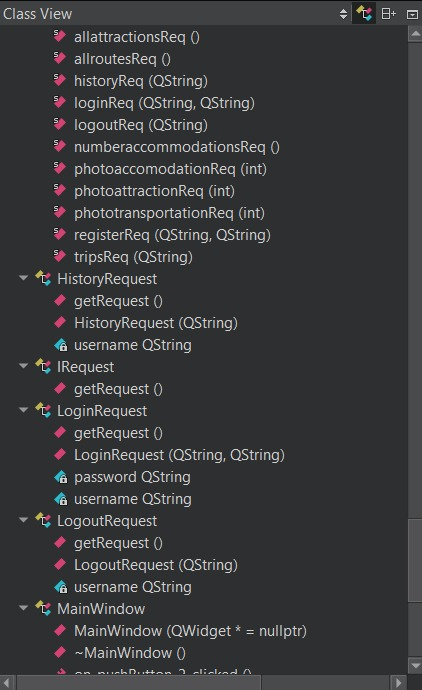 Class View
allattractionsReq ()
allroutesReq ()
historyReq (QString)
loginReq (QString, QString)
logoutReq (QString)
numberaccommodationsReq ()
photoaccomodationReq (int)
photoattractionReq (int)
phototransportationReq (int)
registerReq (QString, QString)
tripsReq (QString)
HistoryRequest
getRequest ()
HistoryRequest (QString)
username QString
IRequest
getRequest ()
LoginRequest
getRequest ()
LoginRequest (QString, QString)
password QString
username QString
LogoutRequest
getRequest ()
LogoutRequest (QString)
username QString
MainWindow
MainWindow (QWidget * = nullptr)
~MainWindow ()
on_pushButton_2_clicked ()